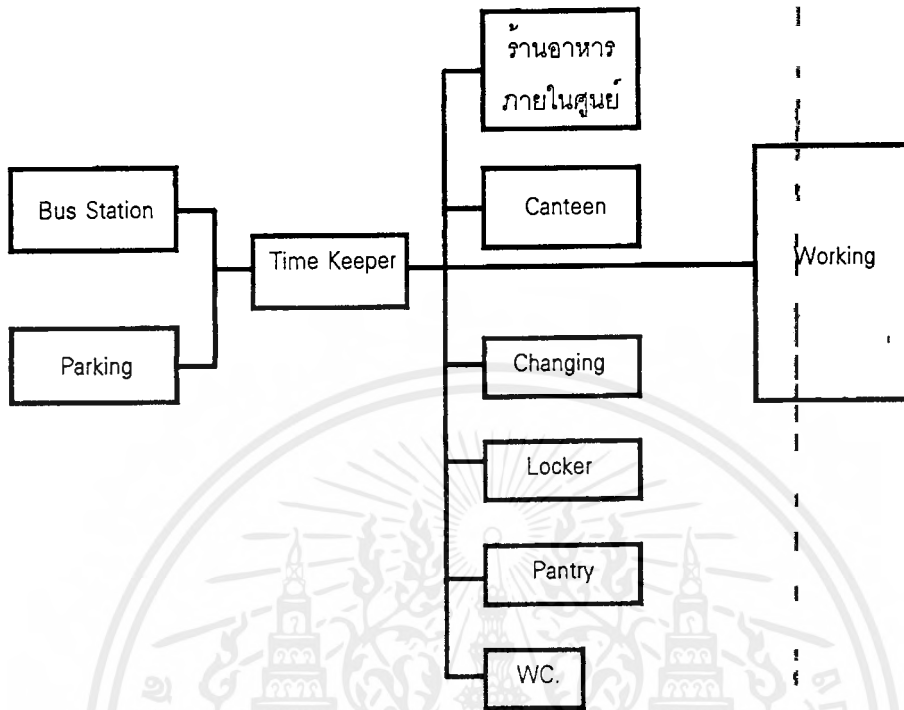 ร้านอาหาร
ภายในศูนย์
Bus Station
Canteen
Time Keeper
Working
Parking
Changing
Locker
Pantry
WC.